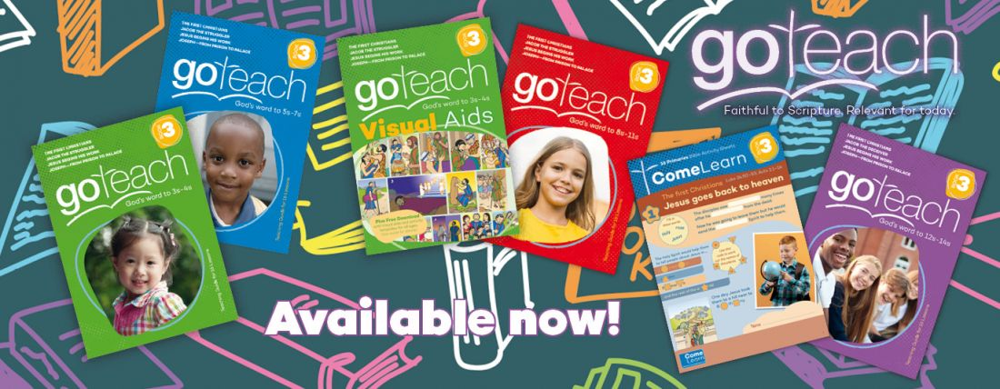 THE FIRST CHRISTIANS
JACOB THE STRUGGLER
JESUS BEGINS HIS WORK
JOSEPH—FROM PRISON TO PALACE
3
goteach
God's word to 3s-4s
THE FIRST CHRISTIANS
JACOB THE STRUGGLER
JESUS BEGINS HIS WORK
JOSEPH—FROM PRISON TO PALACE
3
goteach
God's word to 5s-7s
THE FIRST CHRISTIANS
JACOB THE STRUGGLER
JESUS BEGINS HIS WORK
JOSEPH—FROM PRISON TO PALACE
3
goteach
God's word to 3s-4s
Visual Aids
Plus Free Download
THE FIRST CHRISTIANS
JACOB THE STRUGGLER
JESUS BEGINS HIS WORK
JOSEPH—FROM PRISON TO PALACE
3
goteach
God's word to 8s-11s
3
ComeLearn
The first Christians
Jesus goes back to heaven
1
Come
Learn
THE FIRST CHRISTIANS
JACOB THE DECEIVER
JESUS BEGINS HIS WORK
JOSEPH—FROM PRISON TO PALACE
3
goteach
God's word to 12s-14s
goteach
Faithful to Scripture. Relevant for today.
Available now!